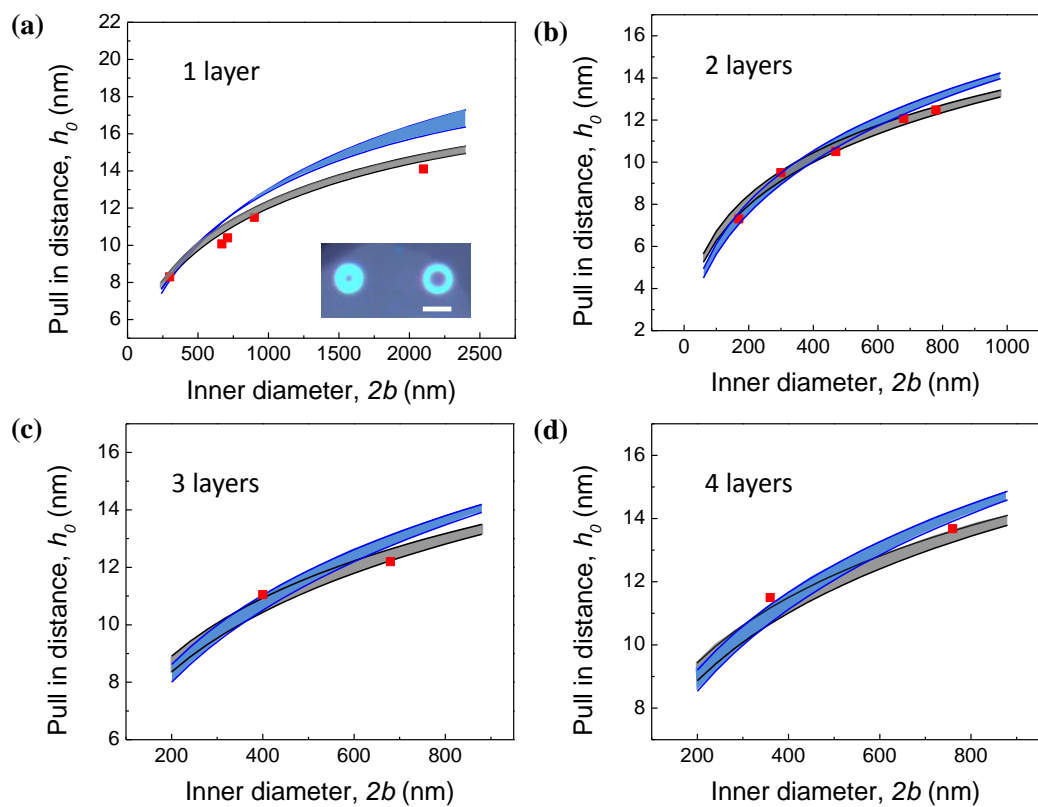 (a)
1 layer
Pull in distance, h0 (nm)
22
20
18
16
14
12
10
8
6
0 500 1000 1500 2000 2500
Inner diameter, 2b (nm)
(b)
2 layers
Pull in distance, h0 (nm)
16
14
12
10
8
6
4
2
0 200 400 600 800 1000
Inner diameter, 2b (nm)
(c)
3 layers
Pull in distance, h0 (nm)
16
14
12
10
8
6
200 400 600 800
Inner diameter, 2b (nm)
(d)
4 layers
Pull in distance, h0 (nm)
16
14
12
10
8
200 400 600 800
Inner diameter, 2b (nm)